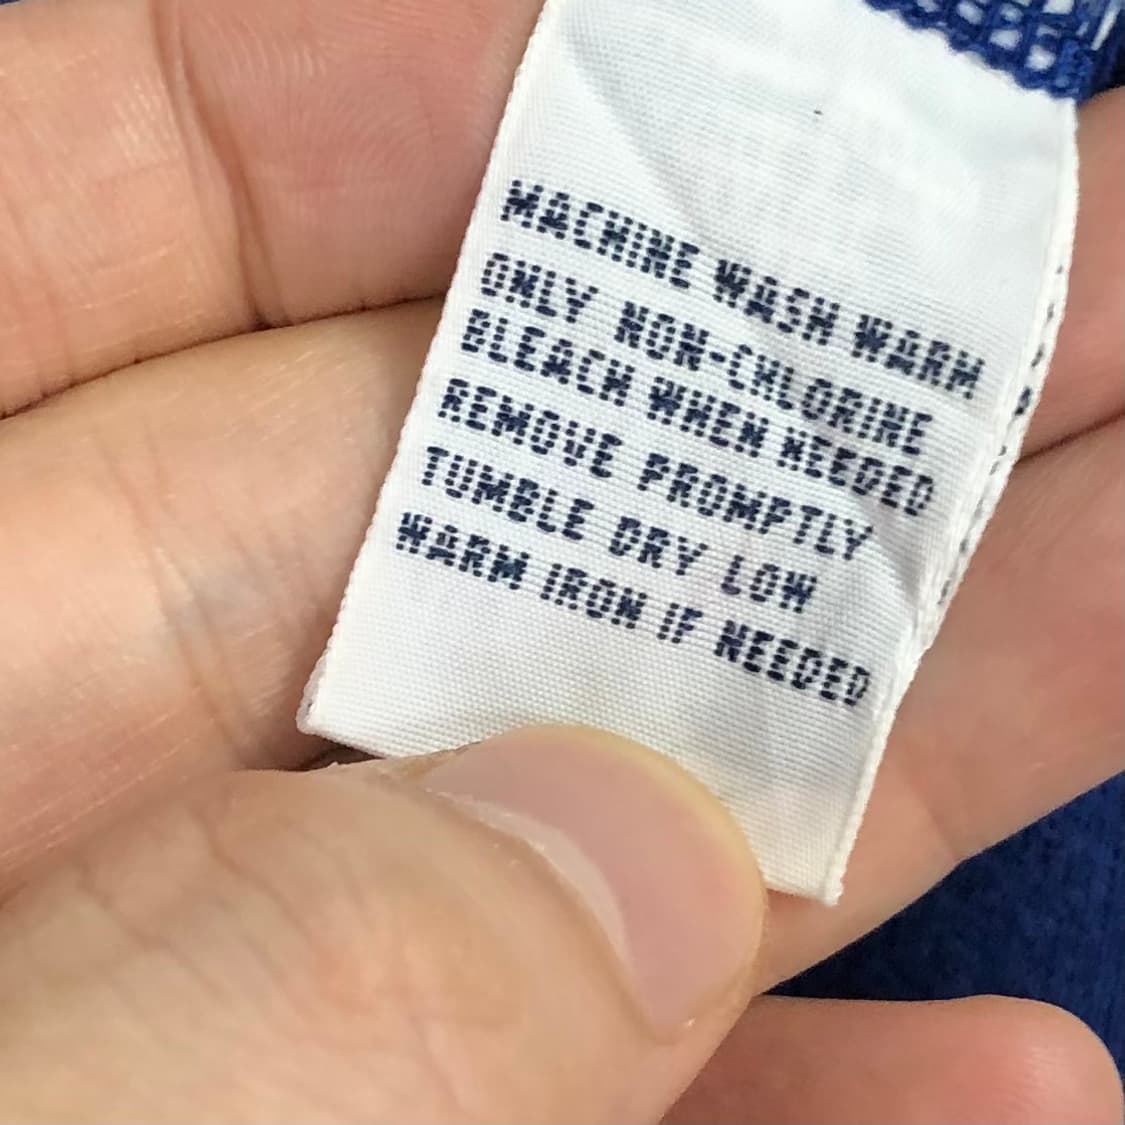 MACHINE WASH WARM
ONLY NON-CHLORINE
BLEACH WHEN NEEDED
REMOVE PROMPTLY
TUMBLE DRY LOW
WARM IRON IF NEEDED